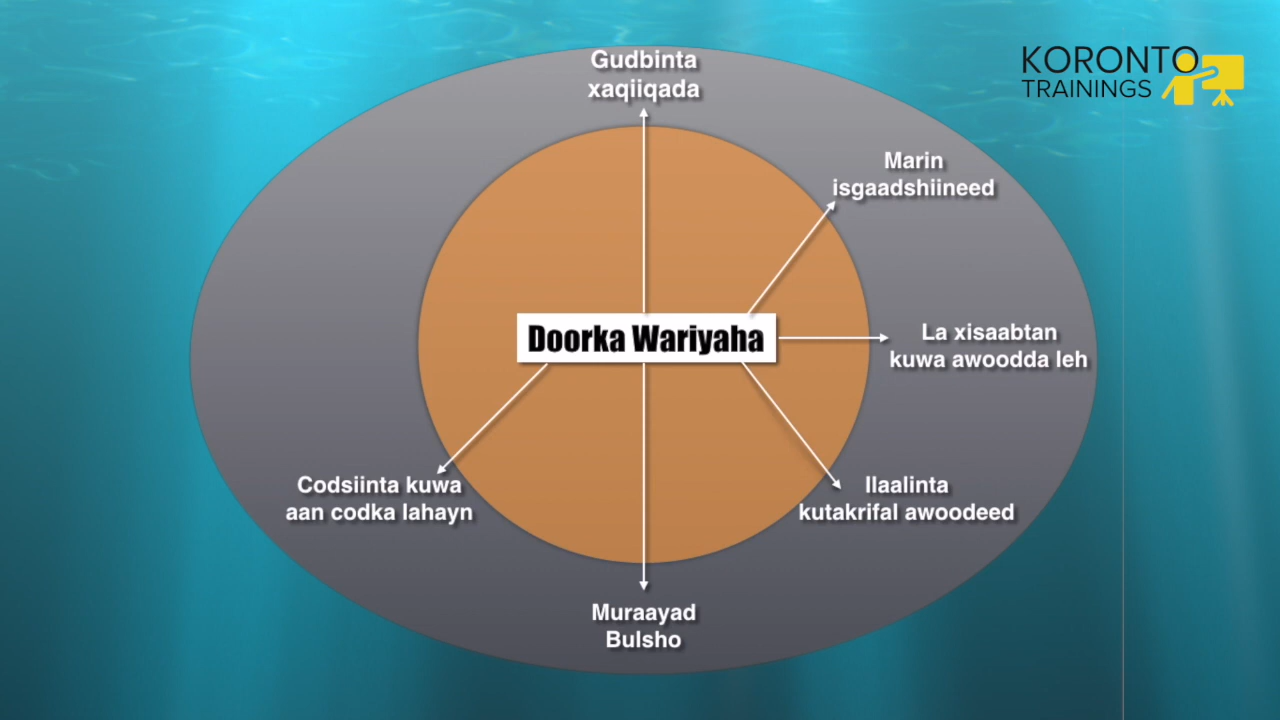 Gudbinta
xaqiiqada
KORONTO
TRAININGS
Marin
isgaadshiineed
Doorka Wariyaha
La xisaabtan
kuwa awoodda leh
Codsiinta kuwa
aan codka lahayn
Ilaalinta
kutakrifal awoodeed
Muraayad
Bulsho